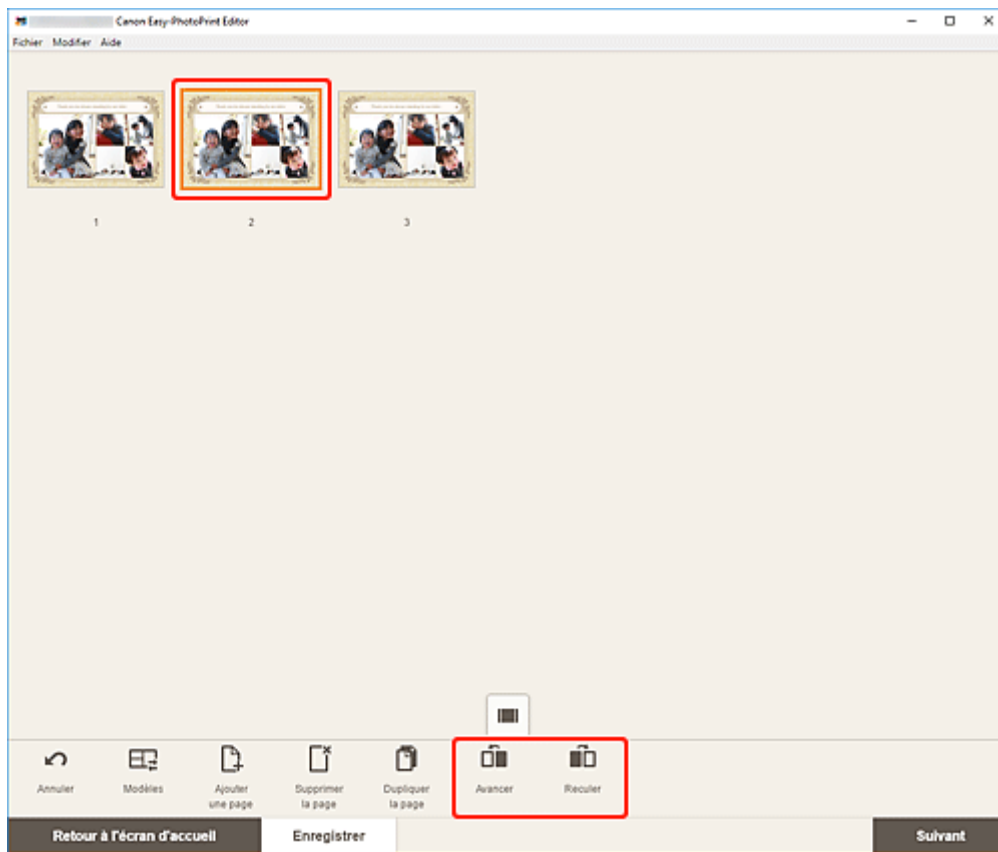 Canon Easy-PhotoPrint Editor
Fichier Modifier Aide
1 2 3
Annuler Modèles Ajouter une page Supprimer la page Dupliquer la page Avancer Reculer
Retour à l'écran d'accueil Enregistrer Suivant